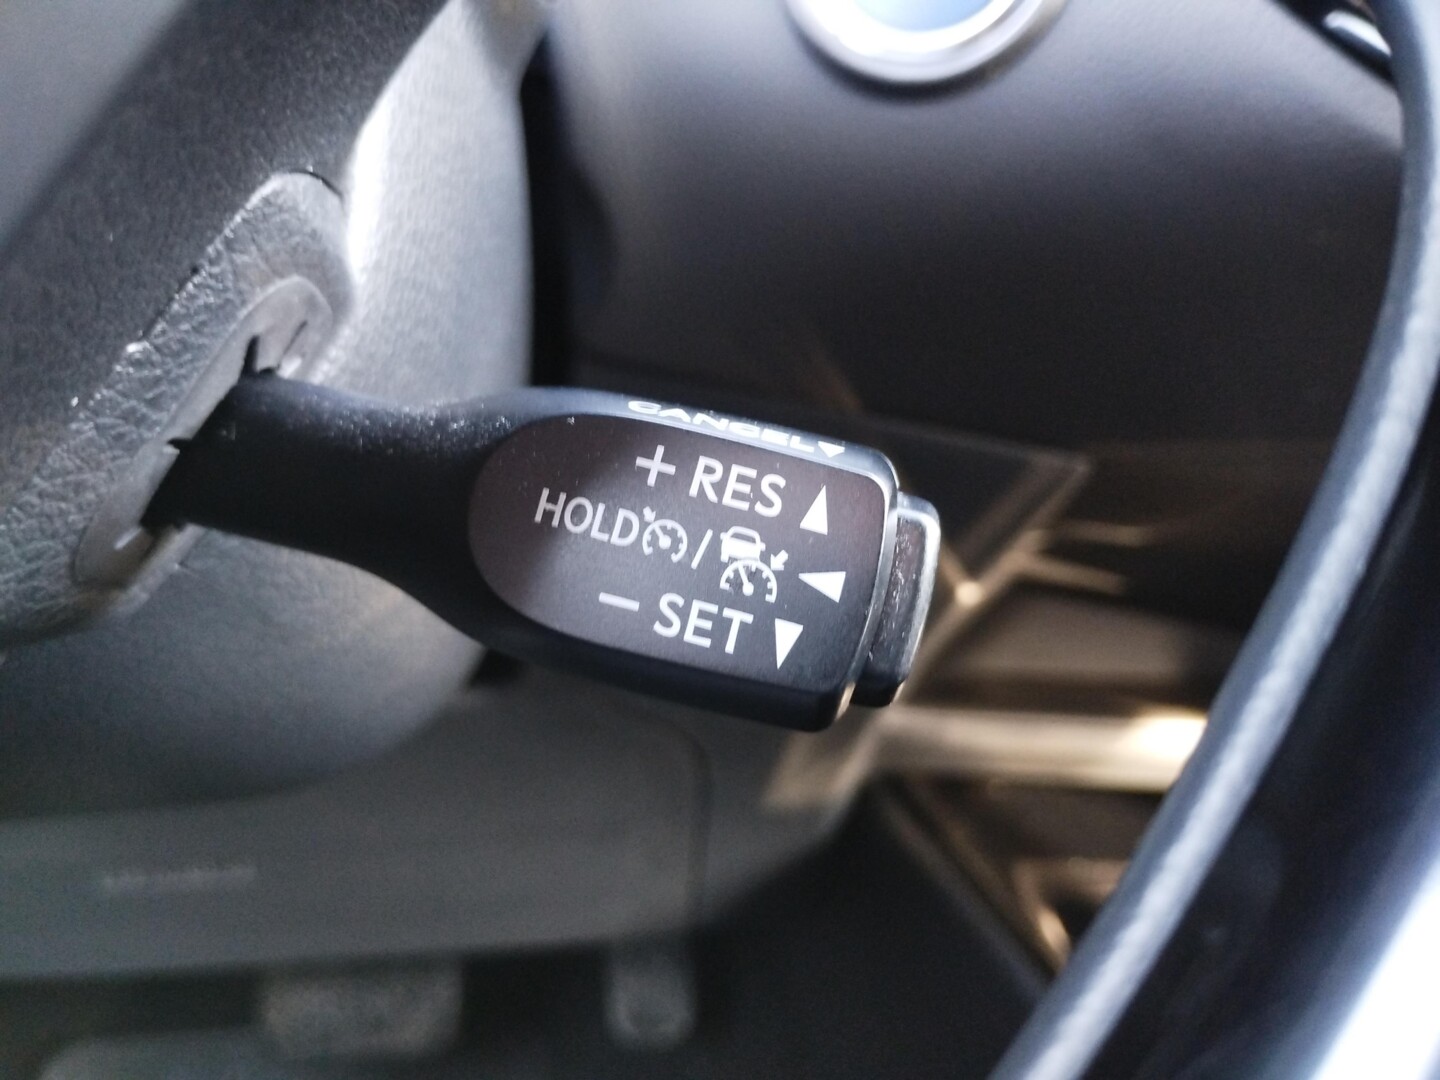 CANCEL▼
+ RES ▲
HOLD / ◀
− SET ▼